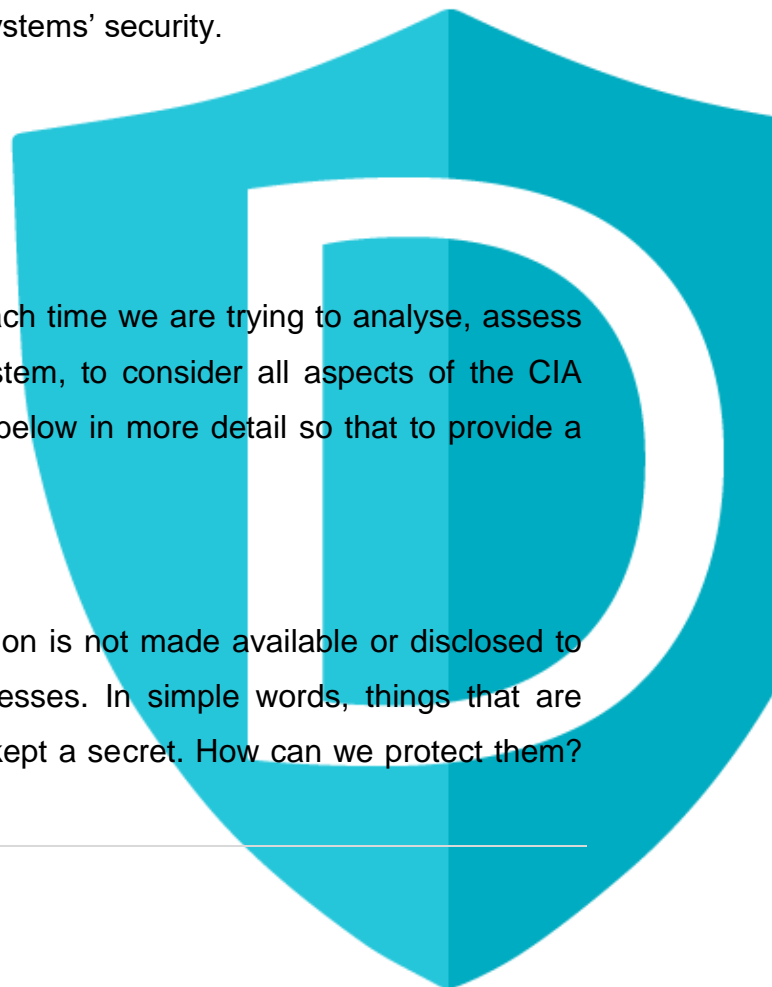 ystems’ security.
ach time we are trying to analyse, assess
stem, to consider all aspects of the CIA
below in more detail so that to provide a
D
ion is not made available or disclosed to
esses. In simple words, things that are
kept a secret. How can we protect them?